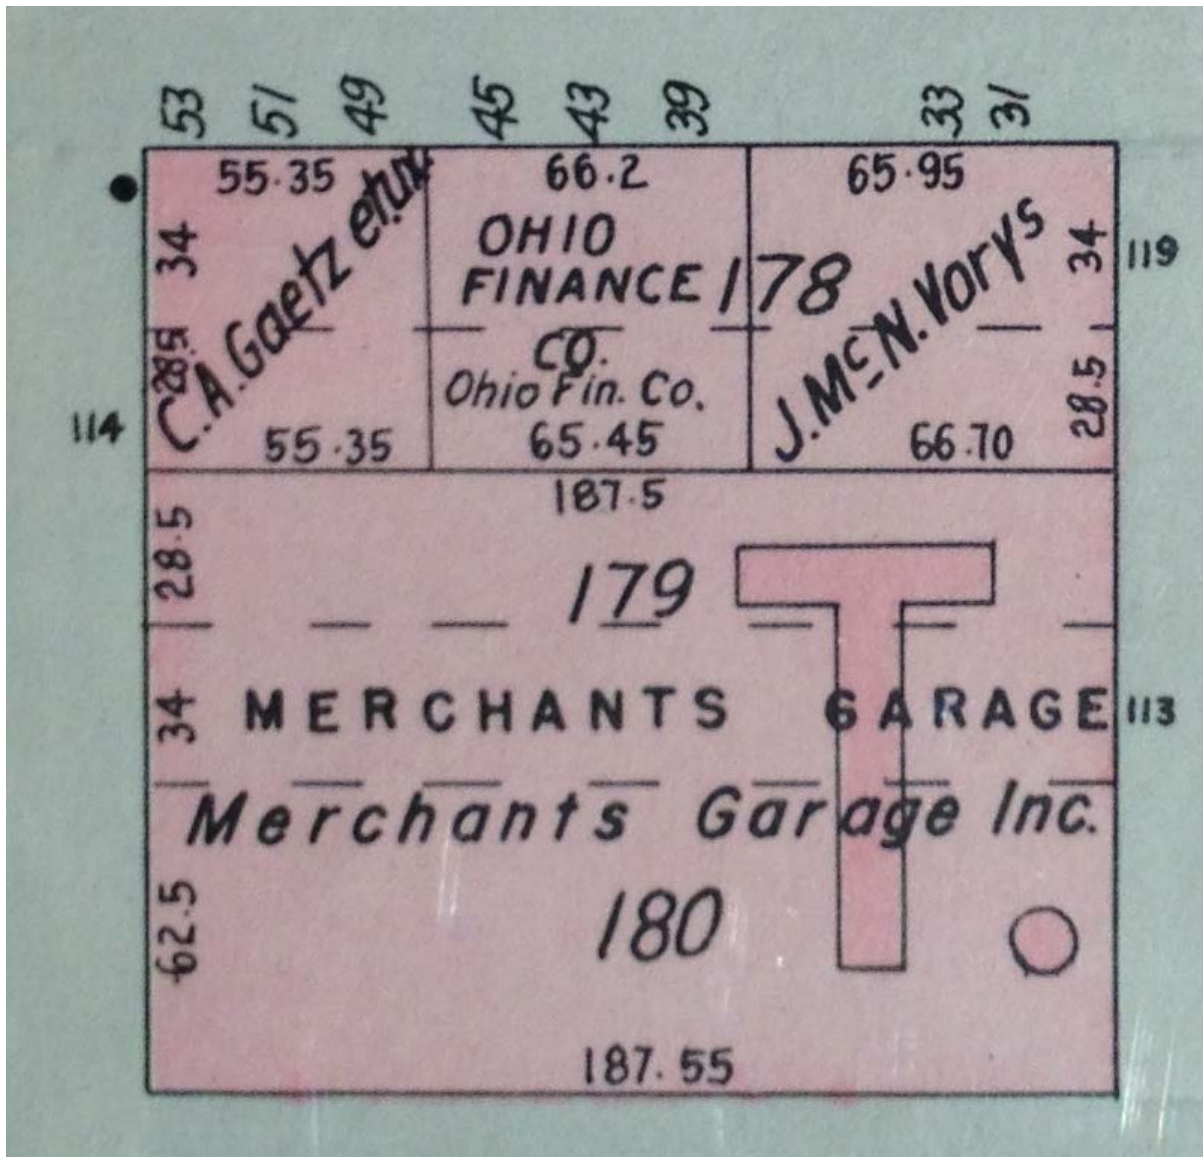 53 51 49 45 43 39 33 31
55.35 66.2 65.95
34
C.A. Gaetz et.ux.
OHIO
FINANCE
178
CO.
Ohio Fin. Co.
J. McN. Vorys
34
119
28.5
28.5
114
55.35 65.45 66.70
187.5
28.5
179
T.
34
MERCHANTS GARAGE
113
Merchants Garage Inc.
62.5
180
187.55